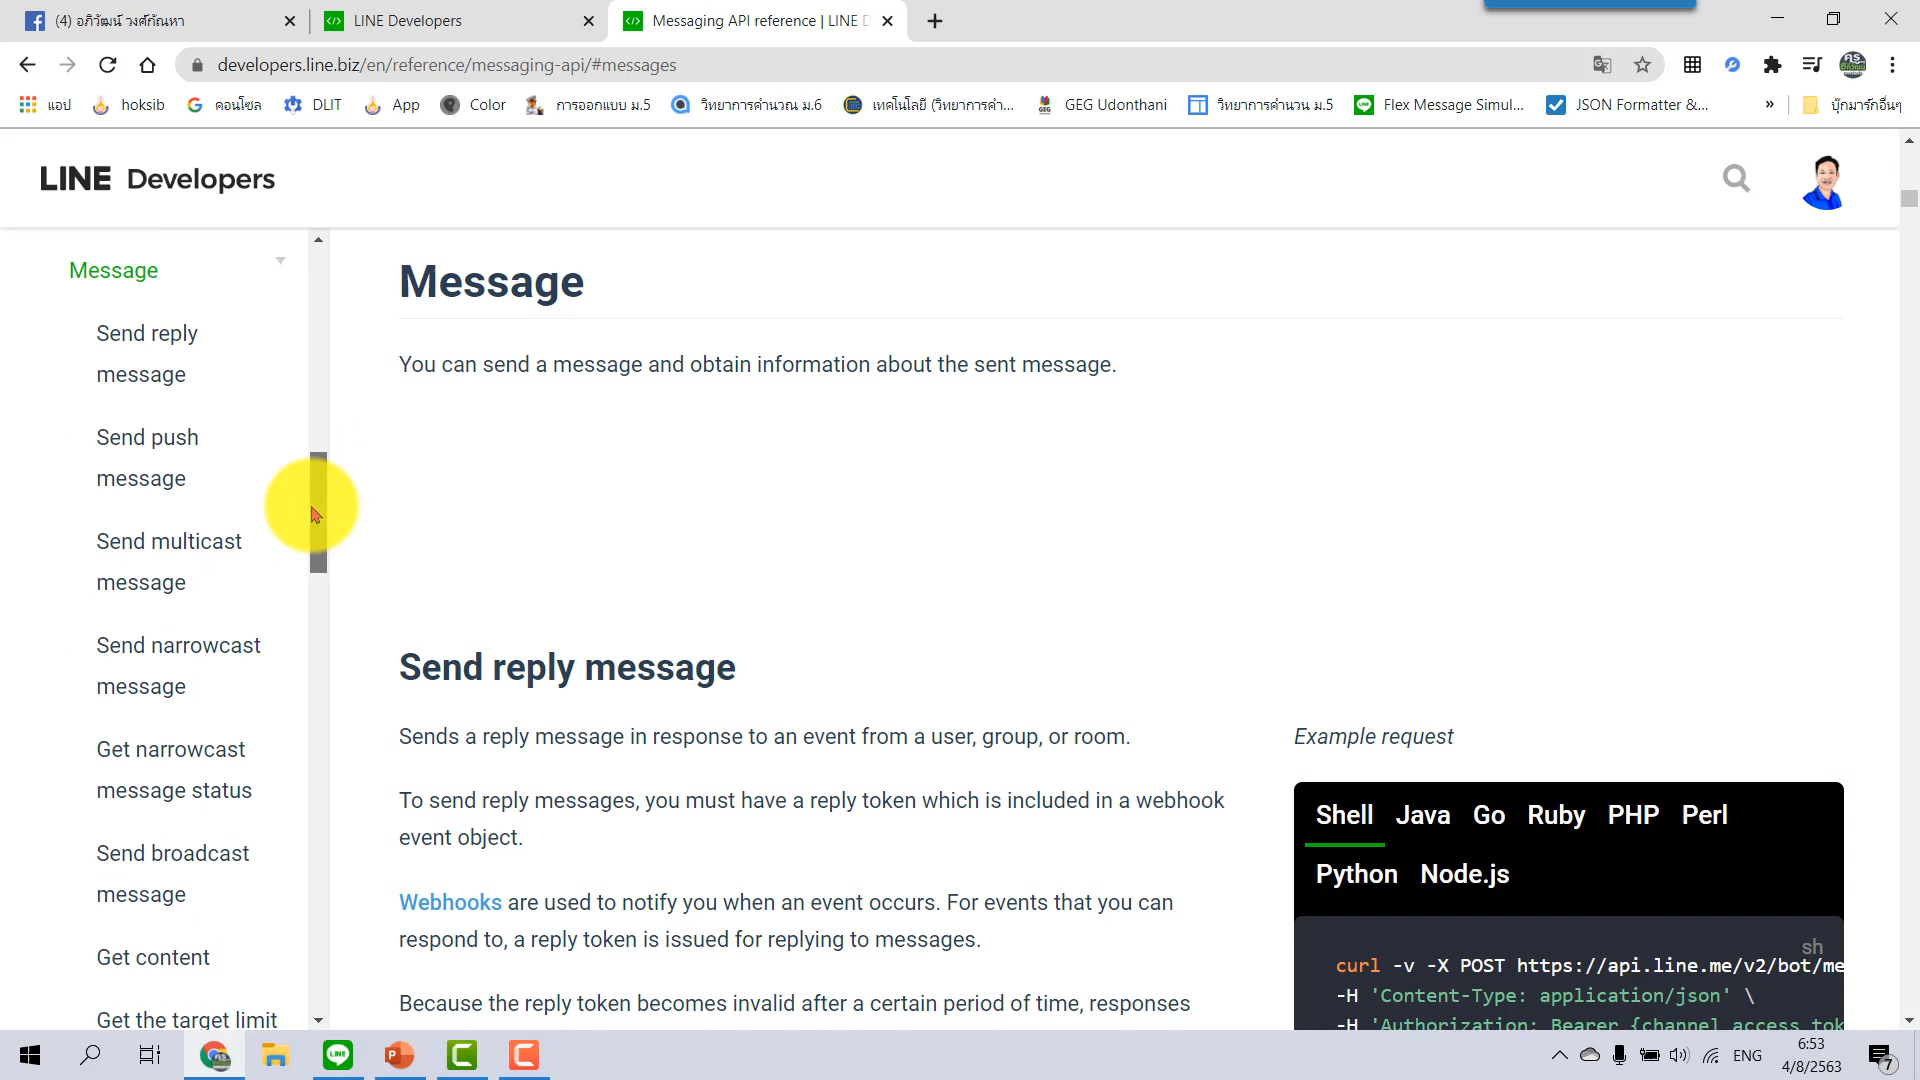 (4) อภิวัฒน์ วงศ์กัณหา
LINE Developers
Messaging API reference | LINE D
developers.line.biz/en/reference/messaging-api/#messages
แอป
hoksib
คอนโซล
DLIT
App
Color
การออกแบบ ม.5
วิทยาการคำนวณ ม.6
เทคโนโลยี (วิทยาการคำ...
GEG Udonthani
วิทยาการคำนวน ม.5
Flex Message Simul...
JSON Formatter &...
»
บุ๊กมาร์กอื่นๆ
LINE Developers
Message
Send reply
message
Send push
message
Send multicast
message
Send narrowcast
message
Get narrowcast
message status
Send broadcast
message
Get content
Get the target limit
Message
You can send a message and obtain information about the sent message.
Send reply message
Sends a reply message in response to an event from a user, group, or room.
To send reply messages, you must have a reply token which is included in a webhook
event object.
Webhooks are used to notify you when an event occurs. For events that you can
respond to, a reply token is issued for replying to messages.
Because the reply token becomes invalid after a certain period of time, responses
Example request
Shell Java Go Ruby PHP Perl
Python Node.js
sh
curl -v -X POST https://api.line.me/v2/bot/me
-H 'Content-Type: application/json' \
-H 'Authorization: Bearer {channel access tok
ENG
6:53
4/8/2563
7